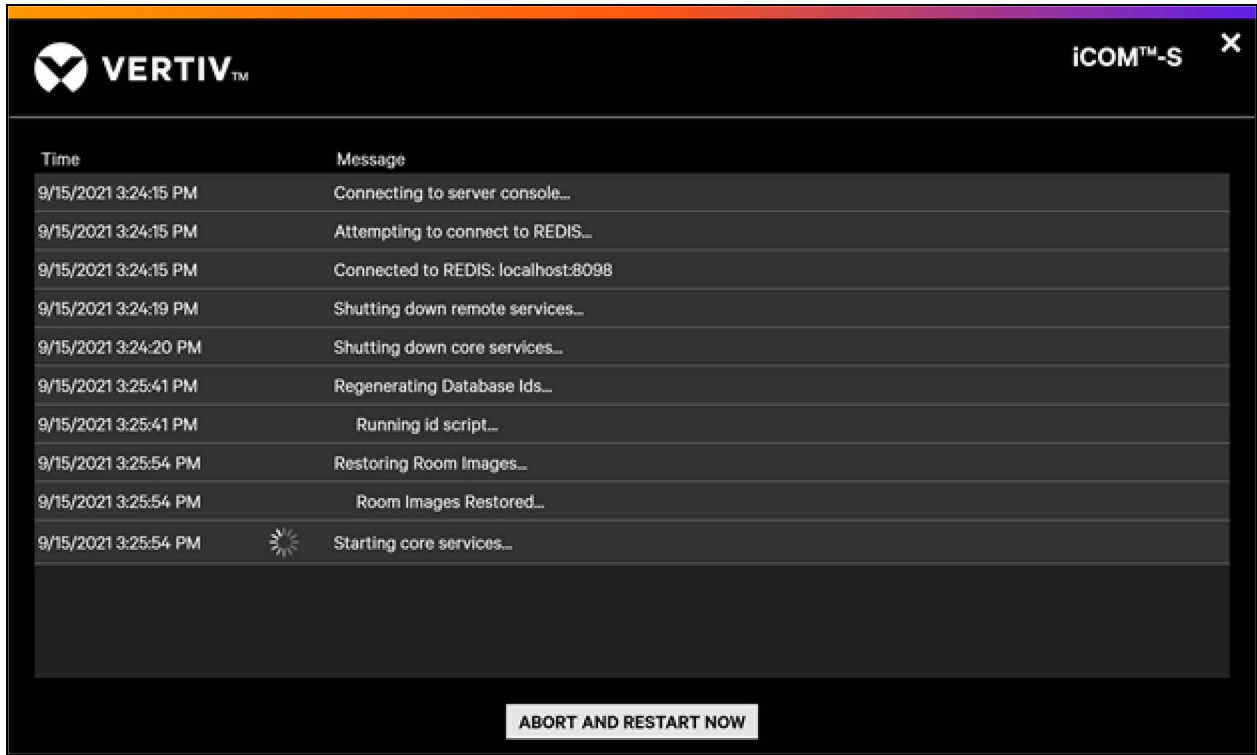 VERTIV™
iCOM™-S
Time Message
9/15/2021 3:24:15 PM Connecting to server console...
9/15/2021 3:24:15 PM Attempting to connect to REDIS...
9/15/2021 3:24:15 PM Connected to REDIS: localhost:8098
9/15/2021 3:24:19 PM Shutting down remote services...
9/15/2021 3:24:20 PM Shutting down core services...
9/15/2021 3:25:41 PM Regenerating Database Ids...
9/15/2021 3:25:41 PM Running id script...
9/15/2021 3:25:54 PM Restoring Room Images...
9/15/2021 3:25:54 PM Room Images Restored...
9/15/2021 3:25:54 PM Starting core services...
ABORT AND RESTART NOW